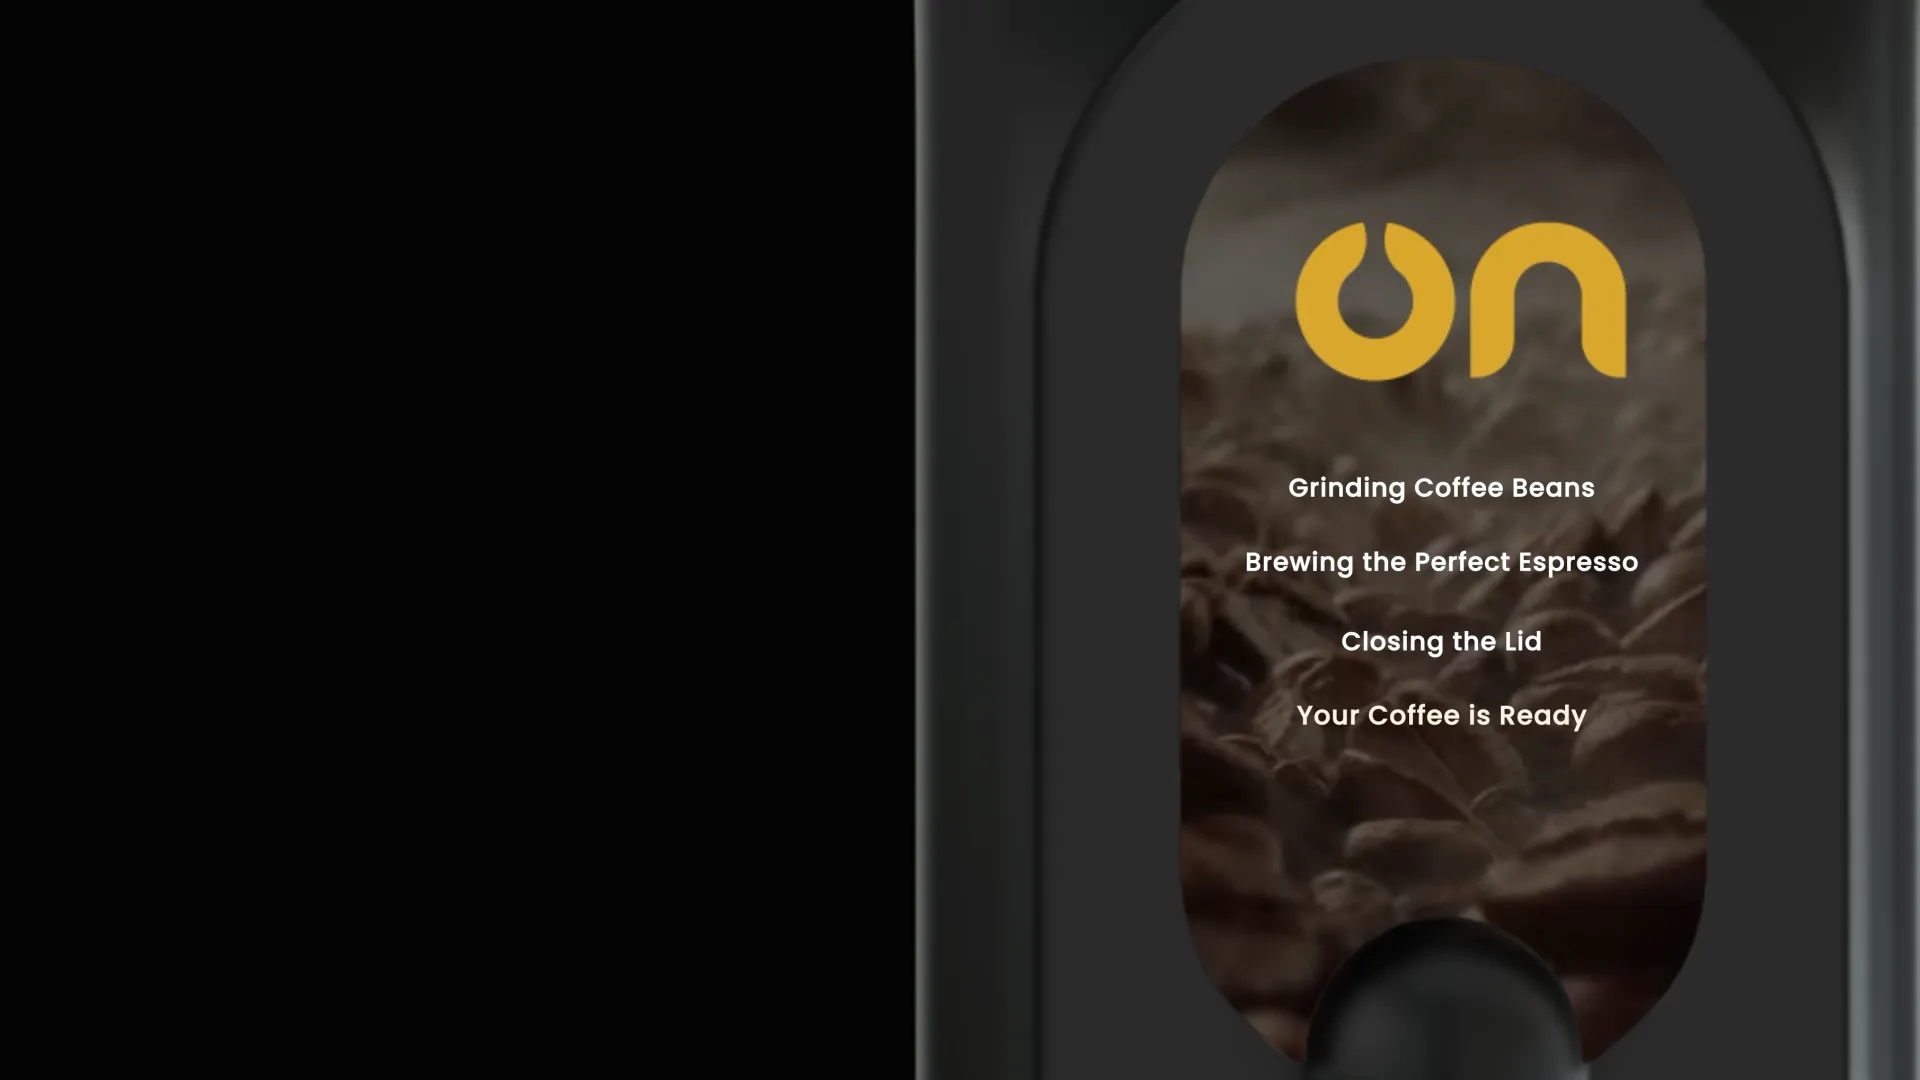 on
Grinding Coffee Beans
Brewing the Perfect Espresso
Closing the Lid
Your Coffee is Ready